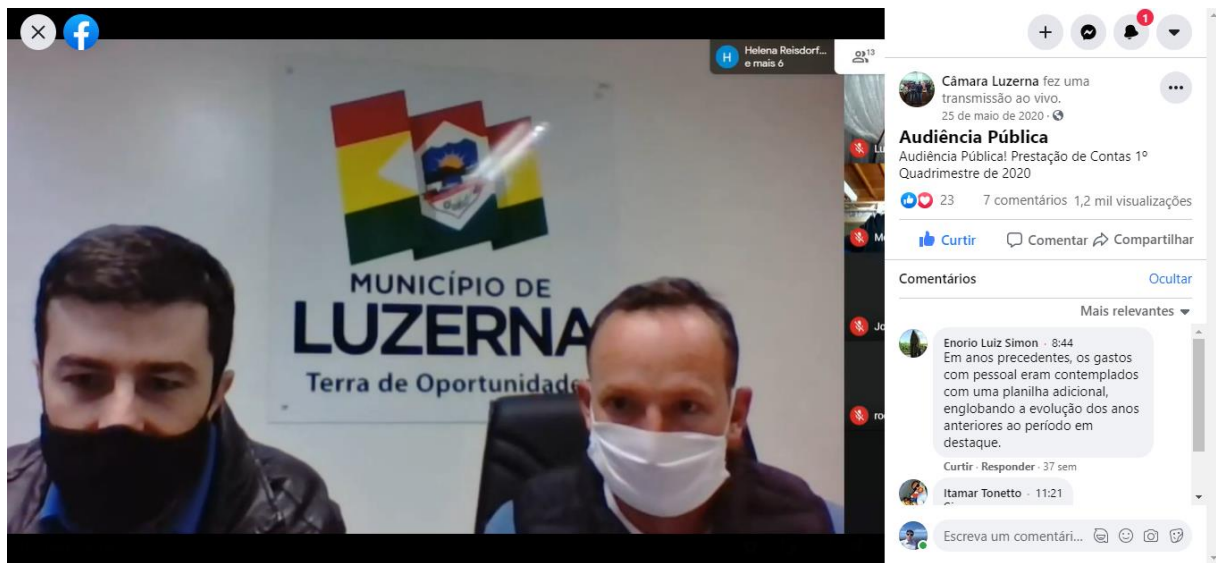 Helena Reisdorf...
e mais 6
13
MUNICÍPIO DE
LUZERNA
Terra de Oportunidade
Lu
Jo
ro
1
Câmara Luzerna fez uma
transmissão ao vivo.
25 de maio de 2020 ·
Audiência Pública
Audiência Pública! Prestação de Contas 1º
Quadrimestre de 2020
23 7 comentários 1,2 mil visualizações
Curtir Comentar Compartilhar
Comentários Ocultar
Mais relevantes
Enorio Luiz Simon · 8:44
Em anos precedentes, os gastos
com pessoal eram contemplados
com uma planilha adicional,
englobando a evolução dos anos
anteriores ao período em
destaque.
Curtir · Responder · 37 sem
Itamar Tonetto · 11:21
Escreva um comentári...